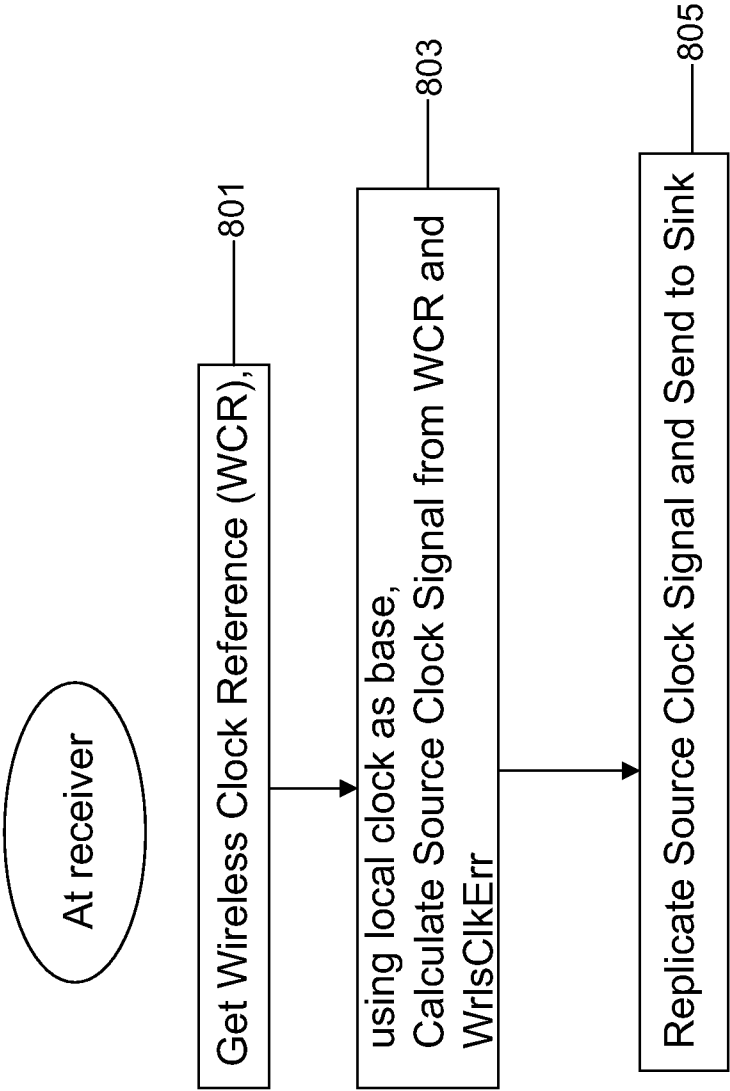 At receiver
Get Wireless Clock Reference (WCR),
801
using local clock as base,
Calculate Source Clock Signal from WCR and
WrlsClkErr
803
Replicate Source Clock Signal and Send to Sink
805